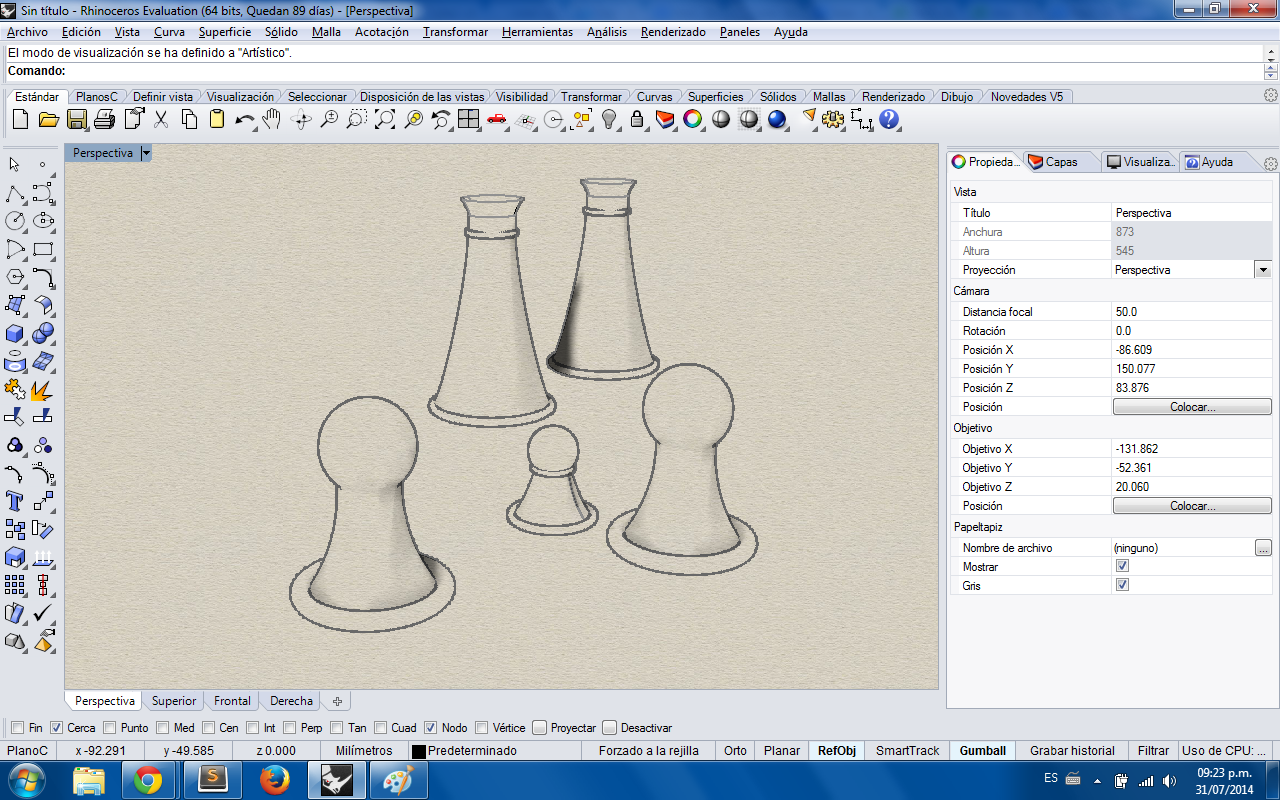 Sin título - Rhinoceros Evaluation (64 bits, Quedan 89 días) - [Perspectiva]
Archivo Edición Vista Curva Superficie Sólido Malla Acotación Transformar Herramientas Análisis Renderizado Paneles Ayuda
El modo de visualización se ha definido a "Artístico".
Comando:
Estándar PlanosC Definir vista Visualización Seleccionar Disposición de las vistas Visibilidad Transformar Curvas Superficies Sólidos Mallas Renderizado Dibujo Novedades V5
Perspectiva
Propieda... Capas Visualiza... Ayuda
Vista
Título Perspectiva
Anchura 873
Altura 545
Proyección Perspectiva
Cámara
Distancia focal 50.0
Rotación 0.0
Posición X -86.609
Posición Y 150.077
Posición Z 83.876
Posición Colocar...
Objetivo
Objetivo X -131.862
Objetivo Y -52.361
Objetivo Z 20.060
Posición Colocar...
Papeltapiz
Nombre de archivo (ninguno) ...
Mostrar
Gris
Perspectiva Superior Frontal Derecha
Fin Cerca Punto Med Cen Int Perp Tan Cuad Nodo Vértice Proyectar Desactivar
PlanoC x -92.291 y -49.585 z 0.000 Milímetros Predeterminado Forzado a la rejilla Orto Planar RefObj SmartTrack Gumball Grabar historial Filtrar Uso de CPU: ...
ES 09:23 p.m.
31/07/2014